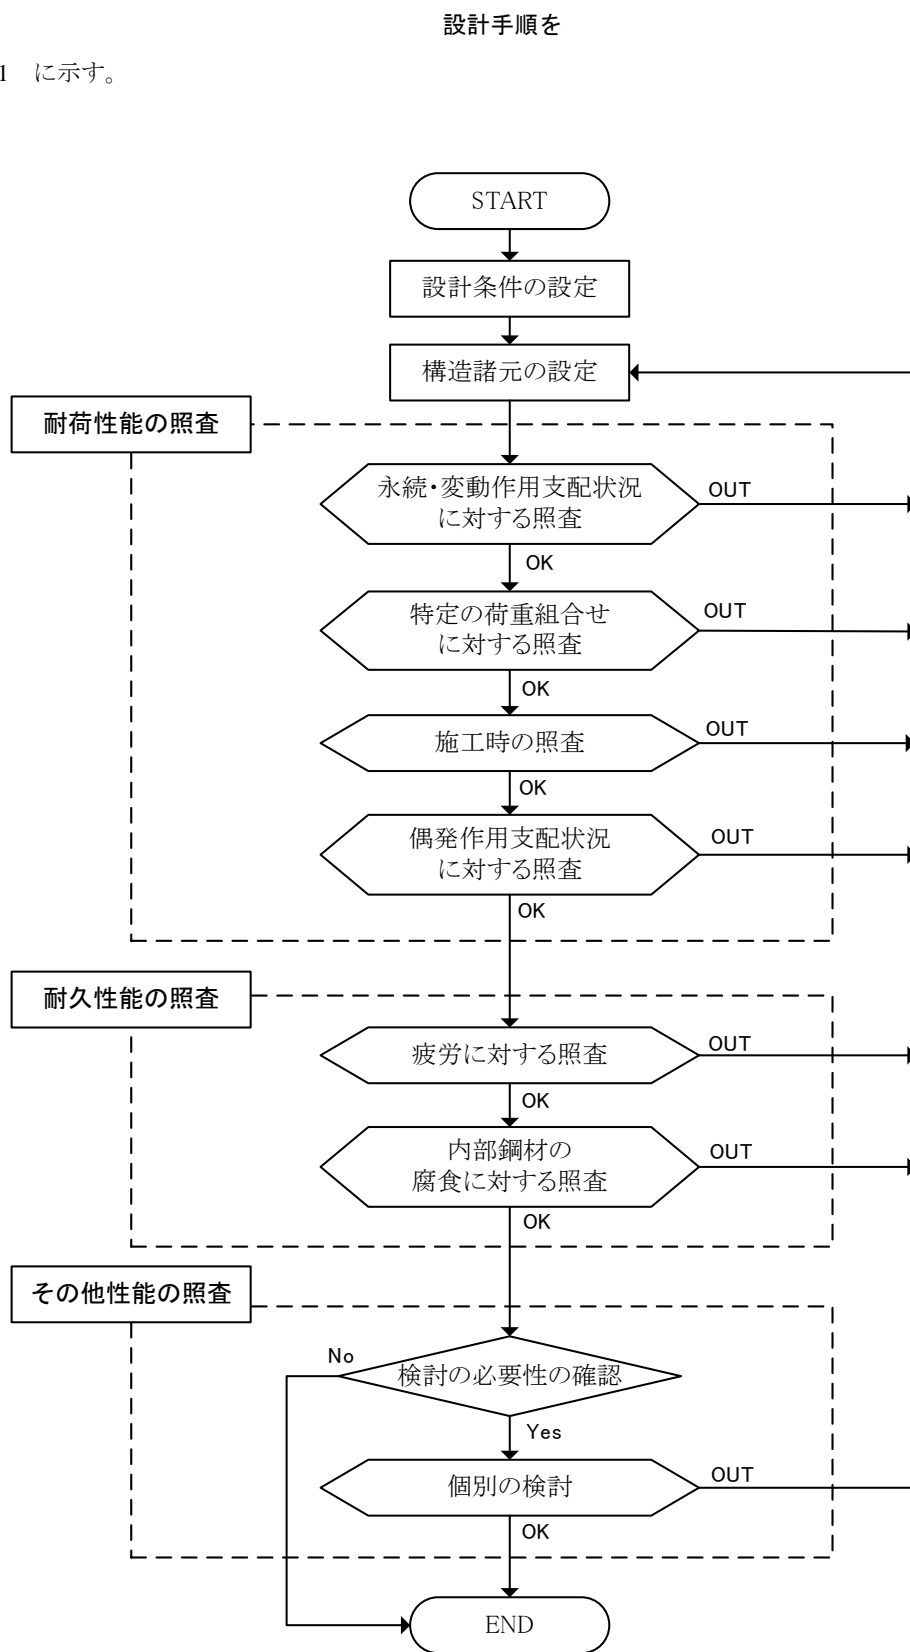 設計手順を
1 に示す。
START
設計条件の設定
構造諸元の設定
耐荷性能の照査
永続・変動作用支配状況
に対する照査
OUT
OK
特定の荷重組合せ
に対する照査
OUT
OK
施工時の照査
OUT
OK
偶発作用支配状況
に対する照査
OUT
OK
耐久性能の照査
疲労に対する照査
OUT
OK
内部鋼材の
腐食に対する照査
OUT
OK
その他性能の照査
No
検討の必要性の確認
Yes
個別の検討
OUT
OK
END